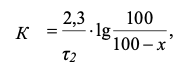 K = 2,3/τ₂ · lg 100/(100 − x),